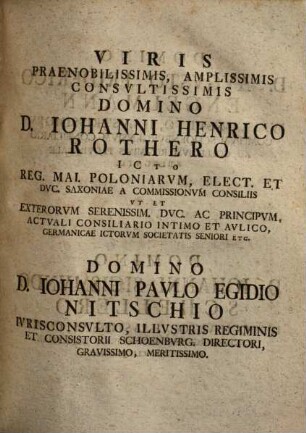 VIRIS
PRAENOBILISSIMIS, AMPLISSIMIS
CONSVLTISSIMIS
DOMINO
D. IOHANNI HENRICO
ROTHERO
ICTO
REG. MAI. POLONIARVM, ELECT. ET
DVC. SAXONIAE A COMMISSIONVM CONSILIIS
VT ET
EXTERORVM SERENISSIM. DVC. AC PRINCIPVM,
ACTVALI CONSILIARIO INTIMO ET AVLICO,
GERMANICAE ICTORVM SOCIETATIS SENIORI ETC.
DOMINO
D. IOHANNI PAVLO EGIDIO
NITSCHIO
IVRISCONSVLTO, ILLVSTRIS REGIMINIS
ET CONSISTORII SCHOENBVRG. DIRECTORI,
GRAVISSIMO, MERITISSIMO.